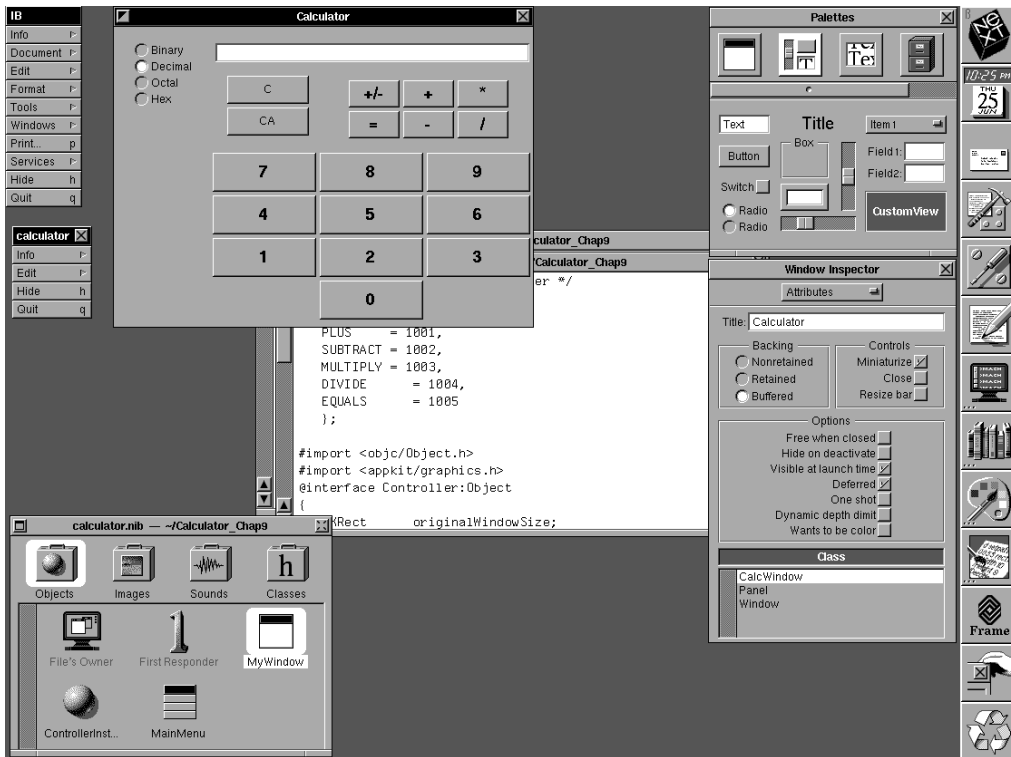 IB
Info
Document
Edit
Format
Tools
Windows
Print... p
Services
Hide h
Quit q
calculator
Info
Edit
Hide h
Quit q
Calculator
Binary
Decimal
Octal
Hex
C
CA
+/- + *
= - /
7 8 9
4 5 6
1 2 3
0
culator_Chap9
/Calculator_Chap9
er */
PLUS = 1001,
SUBTRACT = 1002,
MULTIPLY = 1003,
DIVIDE = 1004,
EQUALS = 1005
};
#import <objc/Object.h>
#import <appkit/graphics.h>
@interface Controller:Object
{
XRect originalWindowSize;
calculator.nib — ~/Calculator_Chap9
h
Objects Images Sounds Classes
1
File's Owner First Responder MyWindow
ControllerInst... MainMenu
Palettes
Text Title Item1
Button Box Field1:
Field2:
Switch
Radio
Radio
CustomView
Window Inspector
Attributes
Title: Calculator
Backing Controls
Nonretained Miniaturize
Retained Close
Buffered Resize bar
Options
Free when closed
Hide on deactivate
Visible at launch time
Deferred
One shot
Dynamic depth dimit
Wants to be color
Class
CalcWindow
Panel
Window
NeXT
10:25 PM
THU
25
JUN
Frame